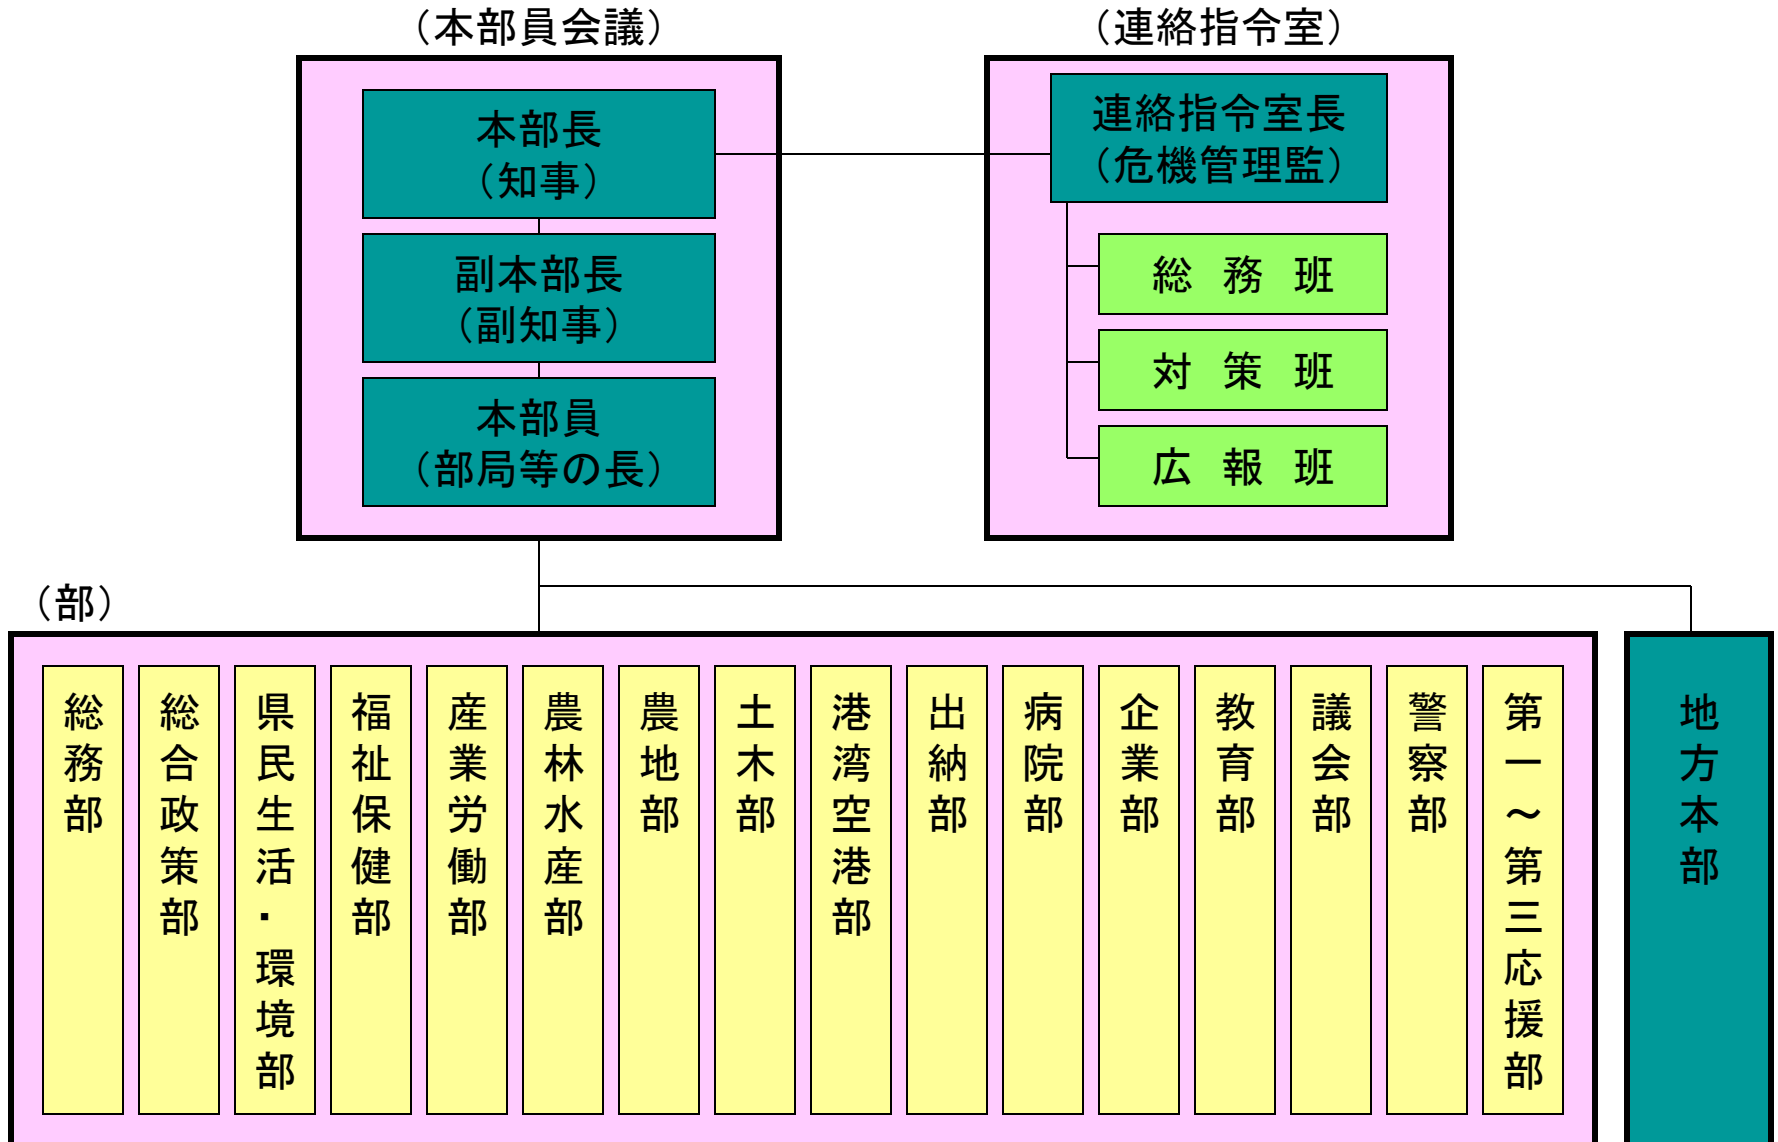 （本部員会議）
本部長
（知事）
副本部長
（副知事）
本部員
（部局等の長）
（連絡指令室）
連絡指令室長
（危機管理監）
総　務　班
対　策　班
広　報　班
（部）
総務部
総合政策部
県民生活・環境部
福祉保健部
産業労働部
農林水産部
農地部
土木部
港湾空港部
出納部
病院部
企業部
教育部
議会部
警察部
第一～第三応援部
地方本部